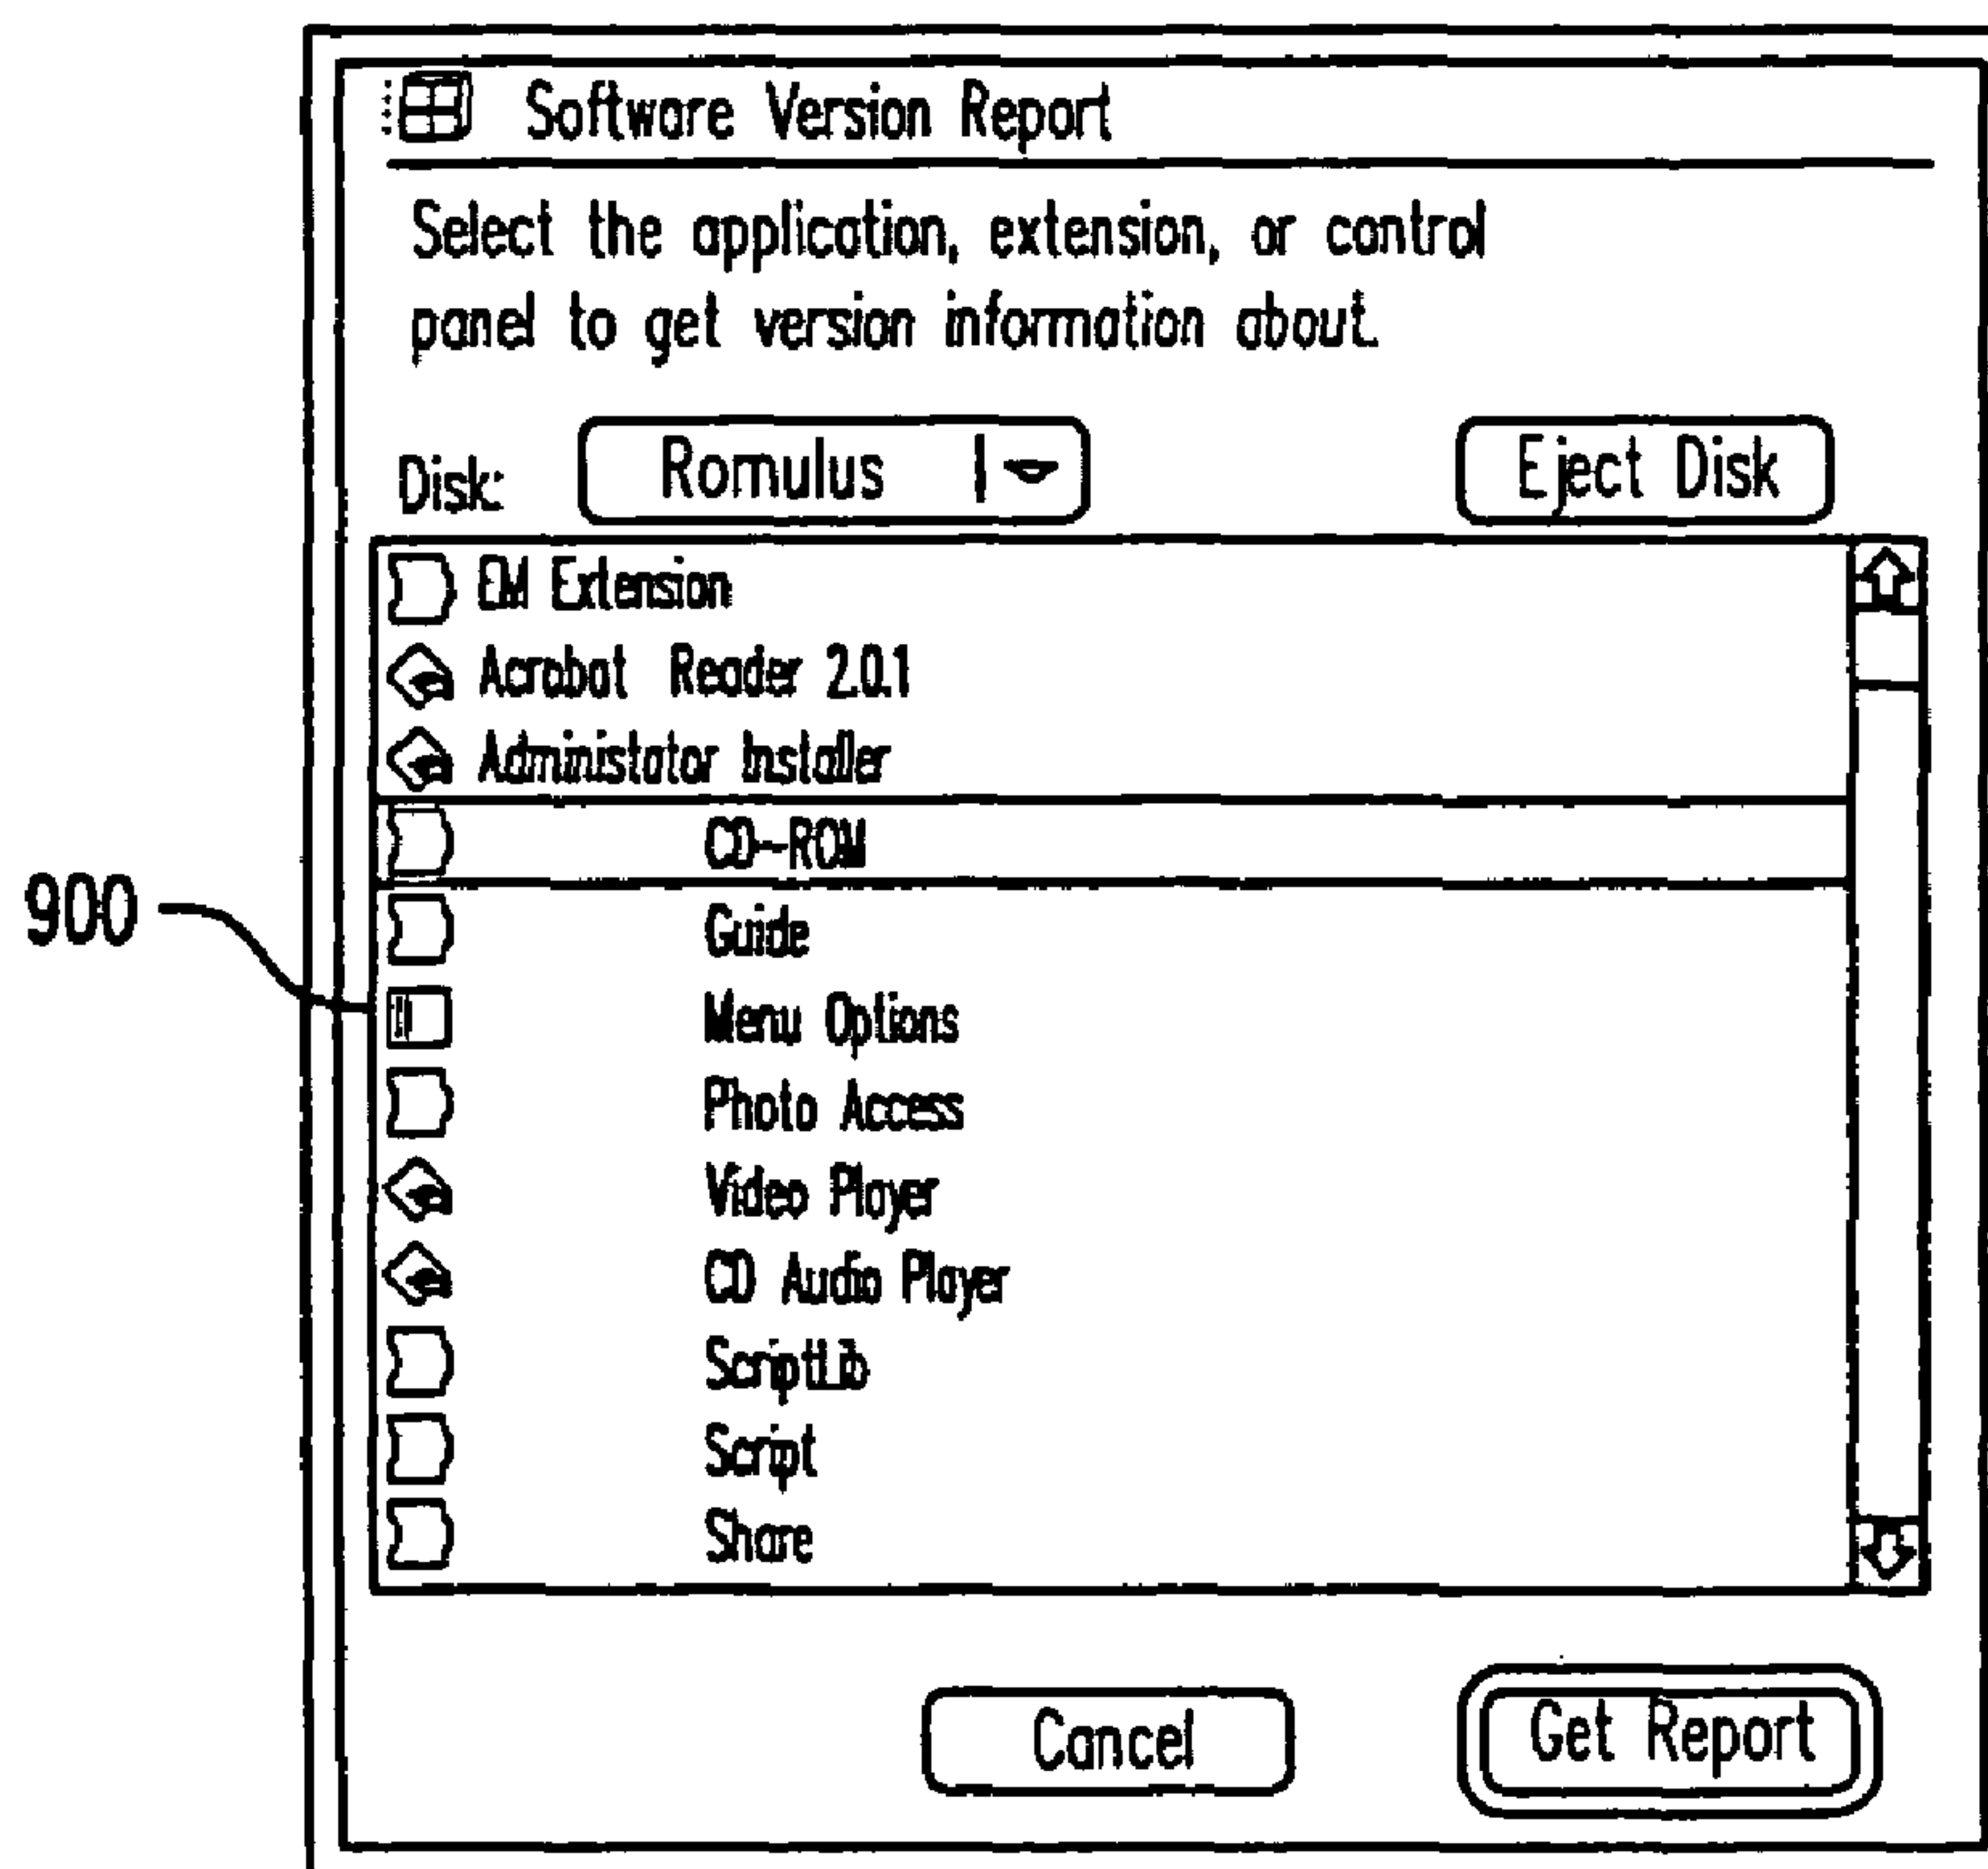 Software Version Report
Select the application, extension, or control
panel to get version information about.
Disk: Romulus Eject Disk
EM Extension
Acrobat Reader 2.0.1
Administator Installer
CD-ROM
900
Guide
Menu Options
Photo Access
Video Player
CD Audio Player
ScriptLib
Script
Share
Cancel Get Report